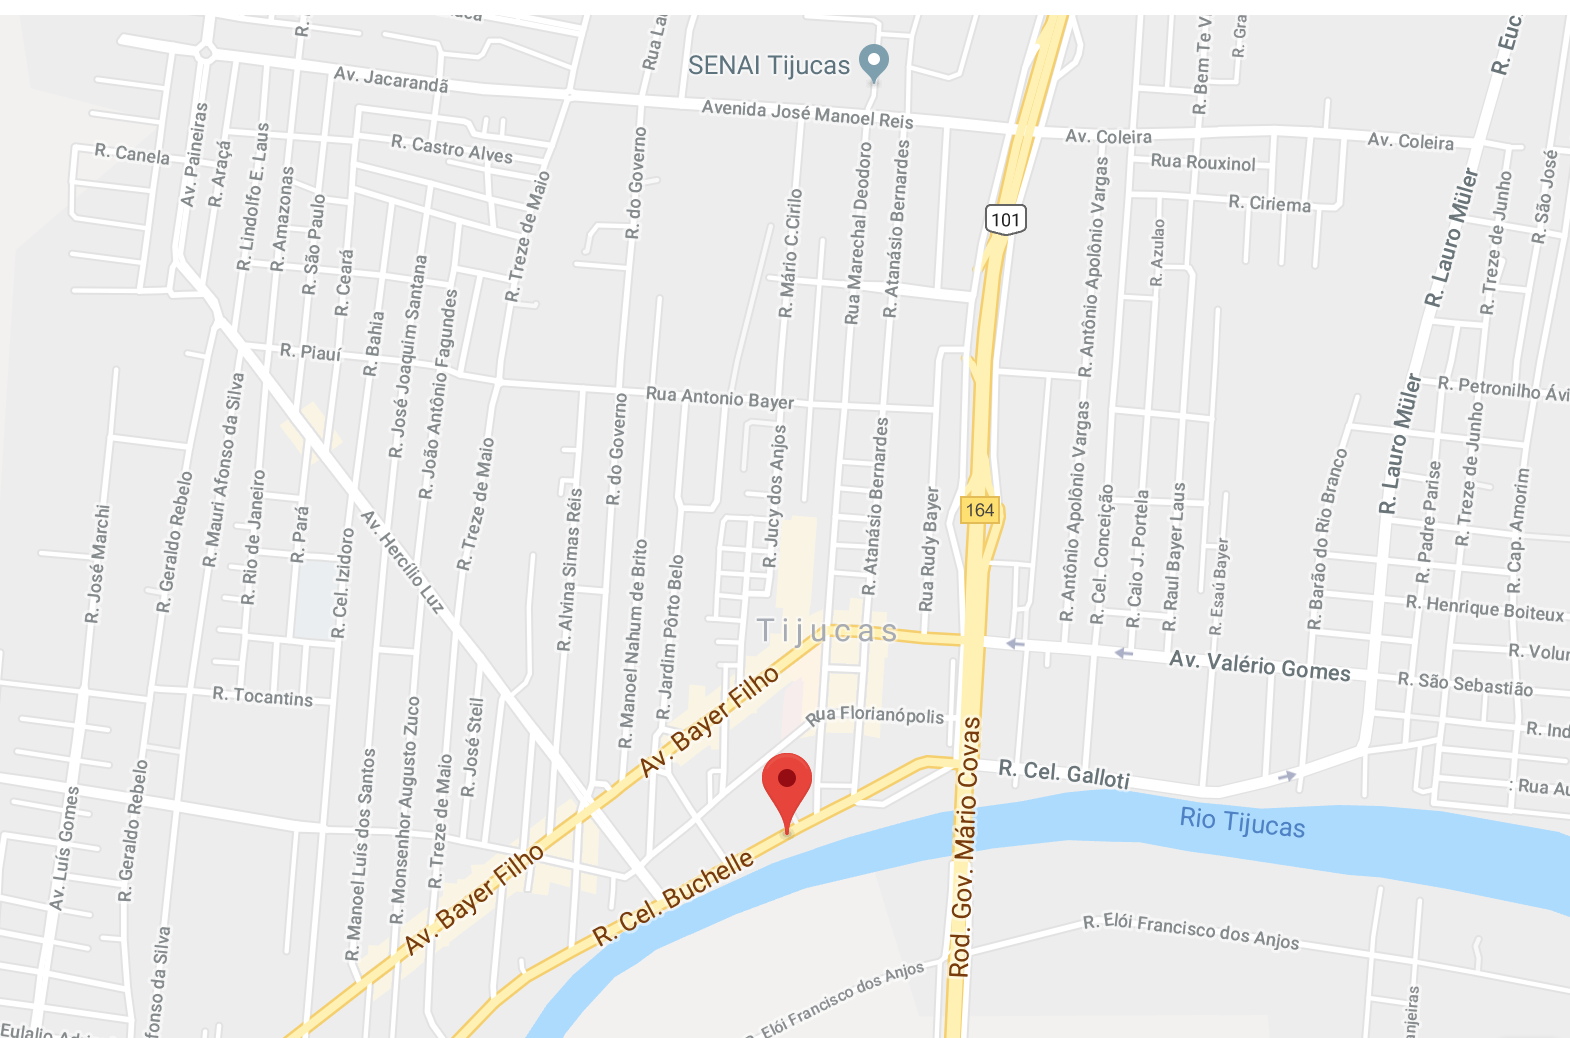 SENAI Tijucas
Av. Jacarandã
Avenida José Manoel Reis
Av. Coleira
Av. Coleira
R. Bem Te V
R. Gra
R. Euc
Rua Lau
R. Canela
Av. Paineiras
R. Araçá
R. Lindolfo E. Laus
R. Amazonas
R. São Paulo
R. Ceará
R. Castro Alves
R. Treze de Maio
R. do Governo
R. Mário C.Cirilo
Rua Marechal Deodoro
R. Atanásio Bernardes
101
R. Antônio Apolônio Vargas
Rua Rouxinol
R. Ciriema
R. Azulao
R. Lauro Müler
R. Treze de Junho
R. São José
R. Piauí
R. Bahia
R. José Joaquim Santana
R. João Antônio Fagundes
Rua Antonio Bayer
R. Petronilho Ávi
R. José Marchi
R. Geraldo Rebelo
R. Mauri Afonso da Silva
R. Rio de Janeiro
R. Pará
R. Cel. Izidoro
Av. Hercílio Luz
R. Treze de Maio
R. Alvina Simas Réis
R. do Governo
R. Manoel Nahum de Brito
R. Jardim Pôrto Belo
R. Jucy dos Anjos
R. Atanásio Bernardes
Rua Rudy Bayer
164
R. Antônio Apolônio Vargas
R. Cel. Conceição
R. Caio J. Portela
R. Raul Bayer Laus
R. Esaú Bayer
R. Barão do Rio Branco
R. Lauro Müler
R. Padre Parise
R. Treze de Junho
R. Cap. Amorim
R. Henrique Boiteux
R. Volur
Tijucas
Av. Valério Gomes
R. São Sebastião
R. Ind
R. Tocantins
Av. Bayer Filho
Rua Florianópolis
R. Cel. Galloti
: Rua Au
Rio Tijucas
Av. Luís Gomes
R. Geraldo Rebelo
R. Manoel Luís dos Santos
R. Monsenhor Augusto Zuco
R. Treze de Maio
R. José Steil
Av. Bayer Filho
R. Cel. Buchelle
Rod. Gov. Mário Covas
R. Elói Francisco dos Anjos
R. Elói Francisco dos Anjos
fonso da Silva
anjeiras